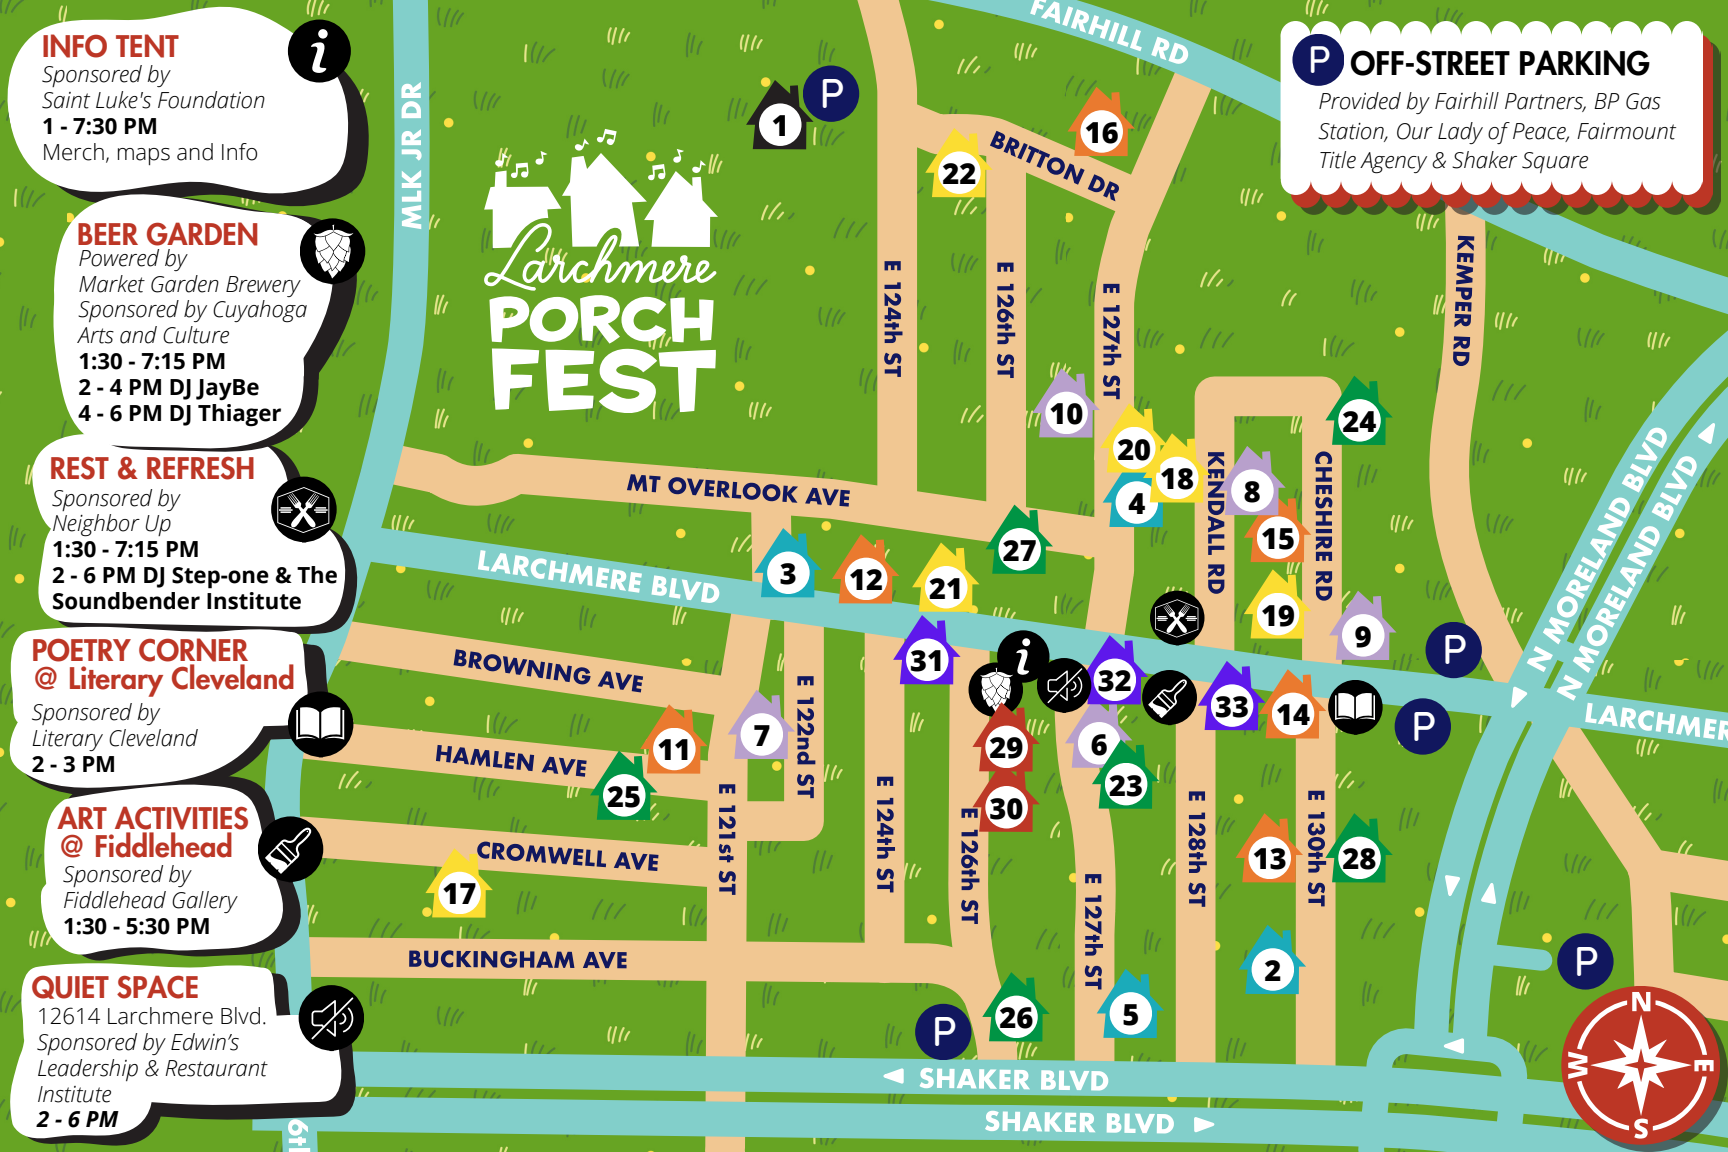 INFO TENT
Sponsored by
Saint Luke's Foundation
1 - 7:30 PM
Merch, maps and Info
i
BEER GARDEN
Powered by
Market Garden Brewery
Sponsored by Cuyahoga
Arts and Culture
1:30 - 7:15 PM
2 - 4 PM DJ JayBe
4 - 6 PM DJ Thiager
REST & REFRESH
Sponsored by
Neighbor Up
1:30 - 7:15 PM
2 - 6 PM DJ Step-one & The
Soundbender Institute
POETRY CORNER
@ Literary Cleveland
Sponsored by
Literary Cleveland
2 - 3 PM
ART ACTIVITIES
@ Fiddlehead
Sponsored by
Fiddlehead Gallery
1:30 - 5:30 PM
QUIET SPACE
12614 Larchmere Blvd.
Sponsored by Edwin's
Leadership & Restaurant
Institute
2 - 6 PM
Larchmere
PORCH
FEST
P OFF-STREET PARKING
Provided by Fairhill Partners, BP Gas
Station, Our Lady of Peace, Fairmount
Title Agency & Shaker Square
MLK JR DR
FAIRHILL RD
BRITTON DR
E 124th ST
E 126th ST
E 127th ST
KEMPER RD
MT OVERLOOK AVE
KENDALL RD
CHESHIRE RD
N MORELAND BLVD
N MORELAND BLVD
LARCHMERE BLVD
LARCHMER
BROWNING AVE
HAMLEN AVE
CROMWELL AVE
BUCKINGHAM AVE
E 121st ST
E 122nd ST
E 124th ST
E 126th ST
E 127th ST
E 128th ST
E 130th ST
SHAKER BLVD
SHAKER BLVD
6th
1
P
16
22
10
20
18
4
24
8
15
19
9
P
3
12
21
27
31
i
32
33
14
P
29
30
6
23
11
7
25
17
13
28
2
5
26
P
P
N
W
E
S